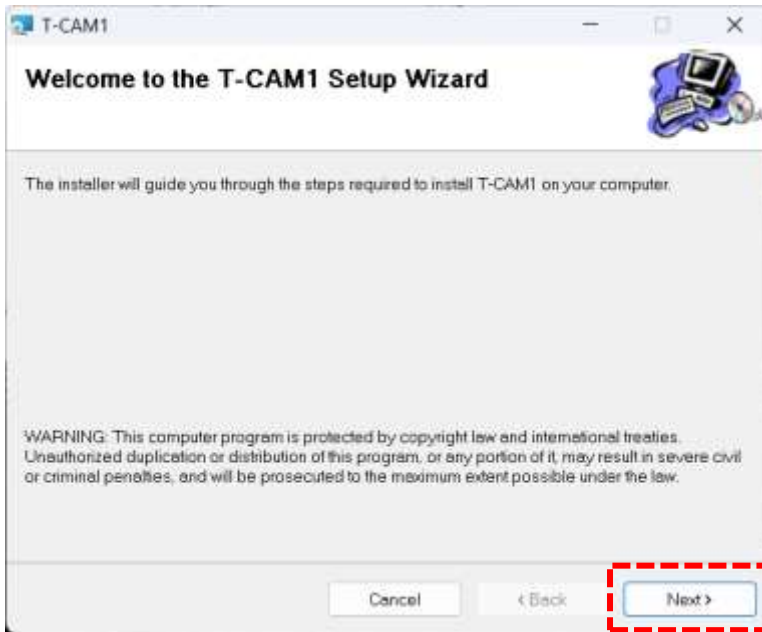 T-CAM1
Welcome to the T-CAM1 Setup Wizard
The installer will guide you through the steps required to install T-CAM1 on your computer.
WARNING: This computer program is protected by copyright law and international treaties.
Unauthorized duplication or distribution of this program, or any portion of it, may result in severe civil
or criminal penalties, and will be prosecuted to the maximum extent possible under the law.
Cancel
< Back
Next >